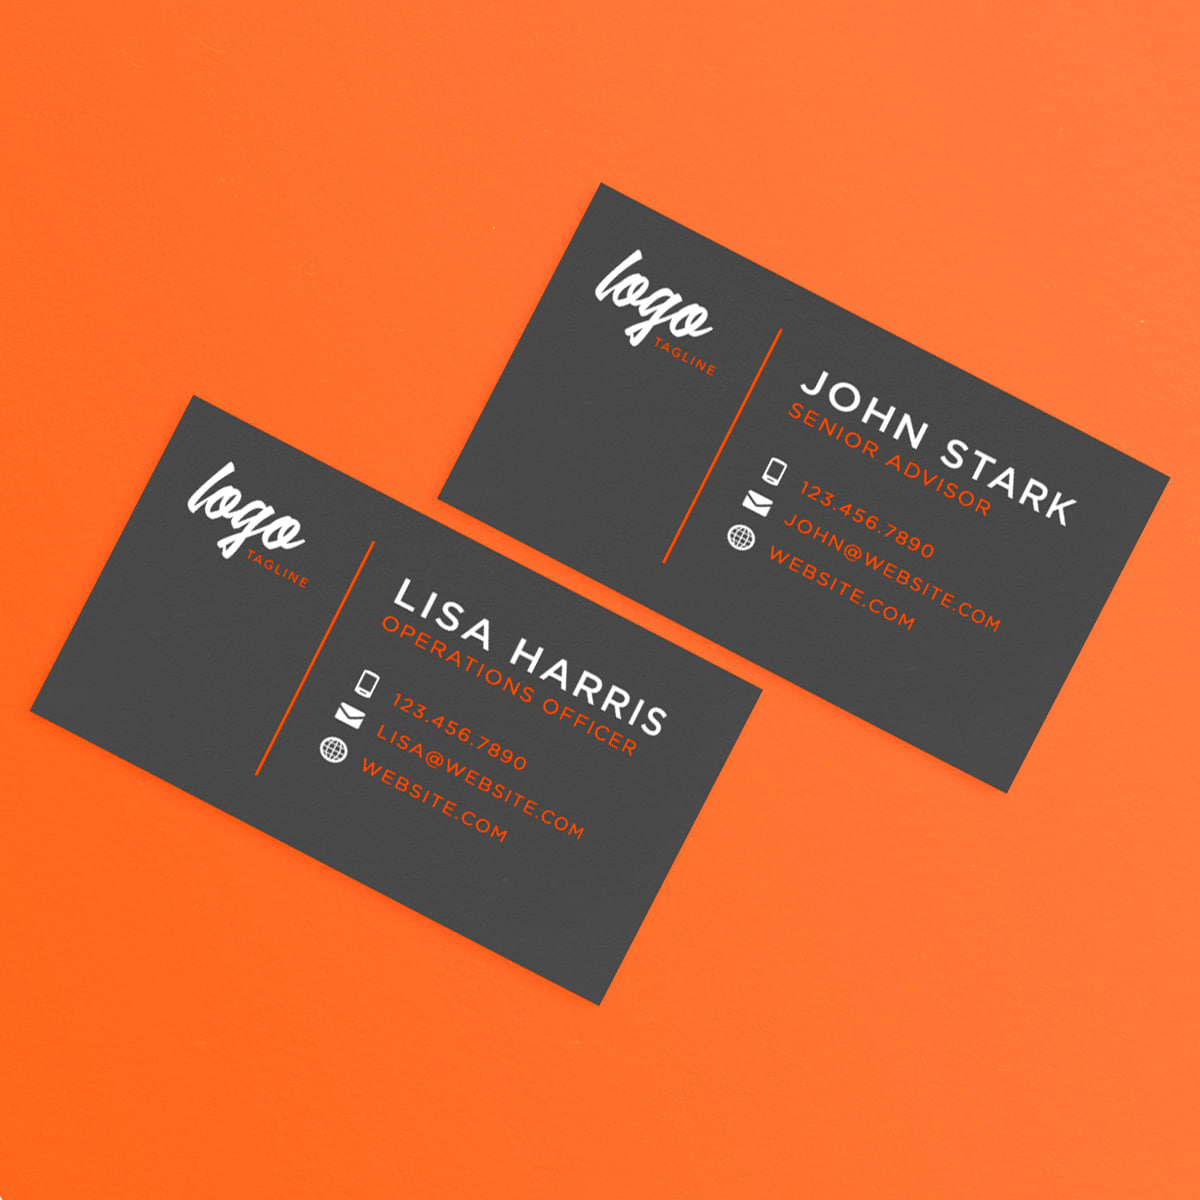 logo
TAGLINE
JOHN STARK
SENIOR ADVISOR
123.456.7890
JOHN@WEBSITE.COM
WEBSITE.COM
logo
TAGLINE
LISA HARRIS
OPERATIONS OFFICER
123.456.7890
LISA@WEBSITE.COM
WEBSITE.COM